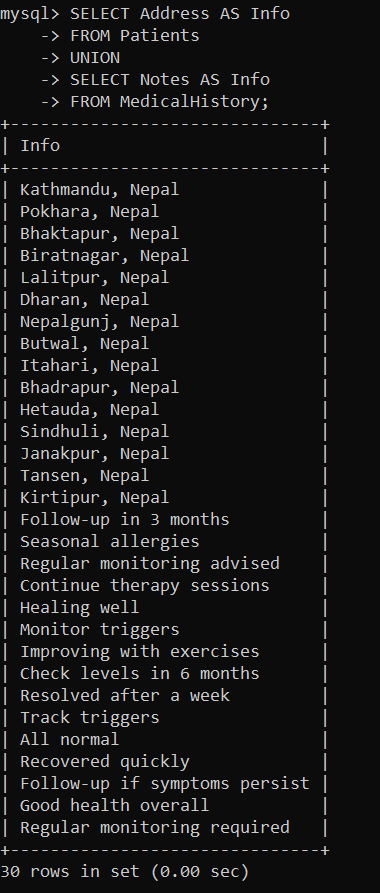 mysql> SELECT Address AS Info
    -> FROM Patients
    -> UNION
    -> SELECT Notes AS Info
    -> FROM MedicalHistory;
+-------------------------------+
| Info                          |
+-------------------------------+
| Kathmandu, Nepal              |
| Pokhara, Nepal                |
| Bhaktapur, Nepal              |
| Biratnagar, Nepal             |
| Lalitpur, Nepal               |
| Dharan, Nepal                 |
| Nepalgunj, Nepal              |
| Butwal, Nepal                 |
| Itahari, Nepal                |
| Bhadrapur, Nepal              |
| Hetauda, Nepal                |
| Sindhuli, Nepal               |
| Janakpur, Nepal               |
| Tansen, Nepal                 |
| Kirtipur, Nepal               |
| Follow-up in 3 months         |
| Seasonal allergies            |
| Regular monitoring advised    |
| Continue therapy sessions     |
| Healing well                  |
| Monitor triggers              |
| Improving with exercises      |
| Check levels in 6 months      |
| Resolved after a week         |
| Track triggers                |
| All normal                    |
| Recovered quickly             |
| Follow-up if symptoms persist |
| Good health overall           |
| Regular monitoring required   |
+-------------------------------+
30 rows in set (0.00 sec)